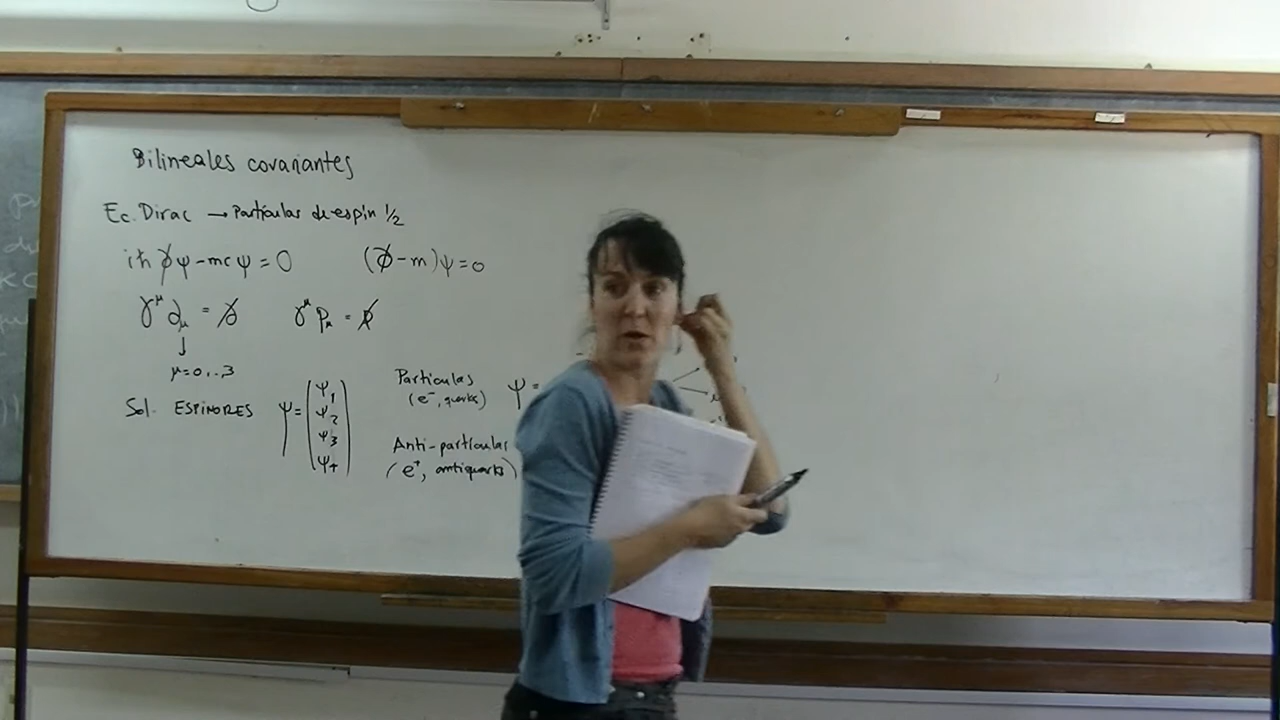 Bilineales covariantes
Ec. Dirac → Partículas de espín 1/2
iħ ∂̸ψ - mc ψ = 0 (∂̸ - m) ψ = 0
γ^μ ∂_μ = ∂̸ γ^μ p_μ = p̸
↓
μ = 0,..3
Sol. ESPINORES ψ = (ψ1 ψ2 ψ3 ψ4)
Partículas ψ =
(e⁻, quarks)
Anti-partículas
(e⁺, antiquarks)